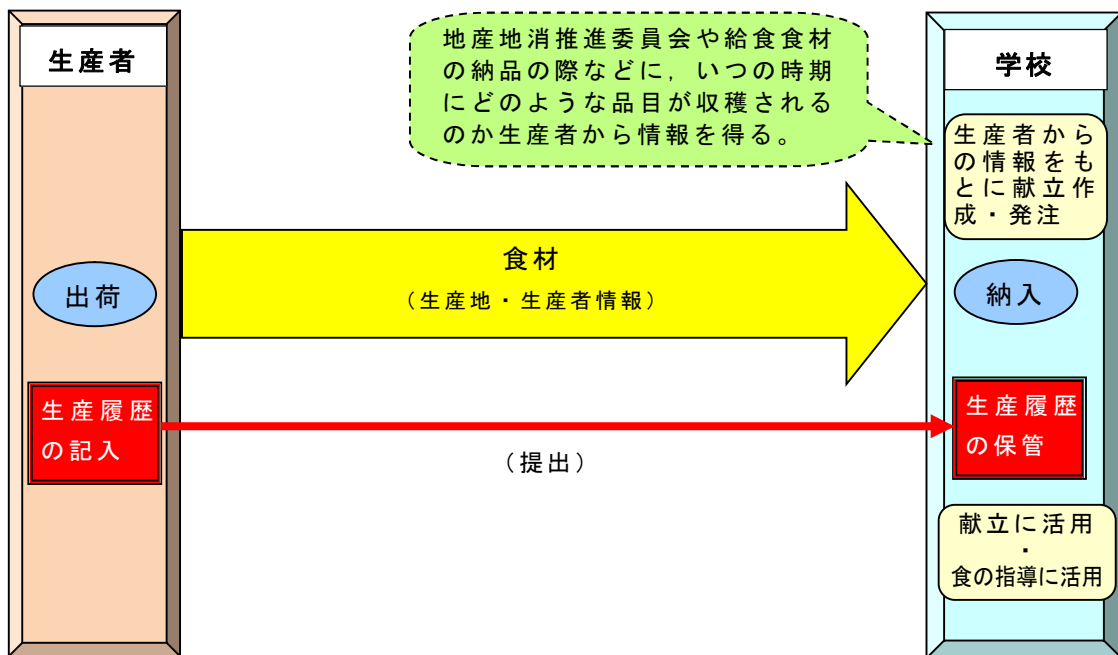 生産者
地産地消推進委員会や給食食材
の納品の際などに，いつの時期
にどのような品目が収穫される
のか生産者から情報を得る。
学校
生産者から
の情報をも
とに献立作
成・発注
食材
（生産地・生産者情報）
出荷
納入
生産履歴
の記入
（提出）
生産履歴
の保管
献立に活用
・
食の指導に活用